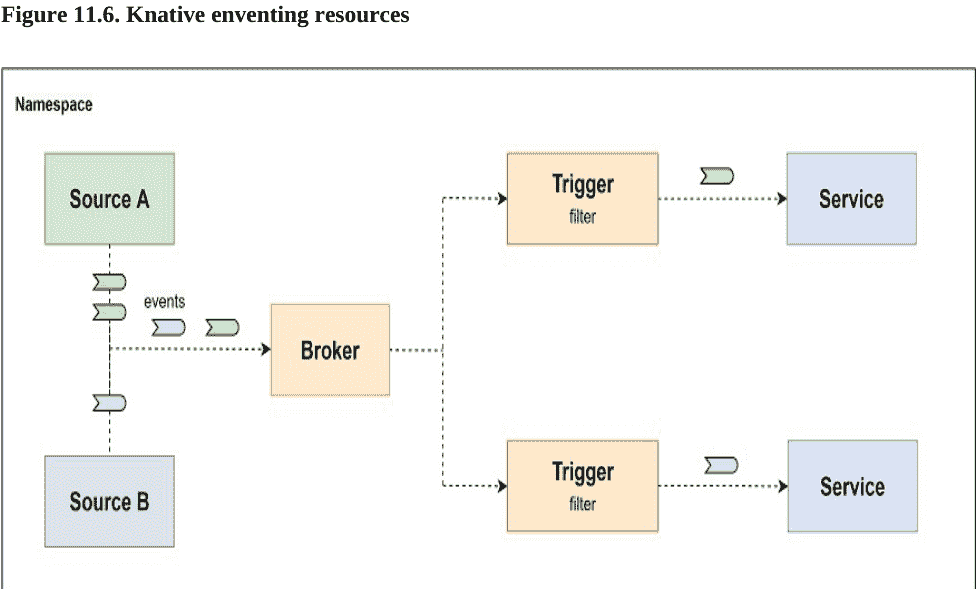 Figure 11.6. Knative enventing resources
Namespace
Source A
Trigger
filter
Service
events
Broker
Source B
Trigger
filter
Service